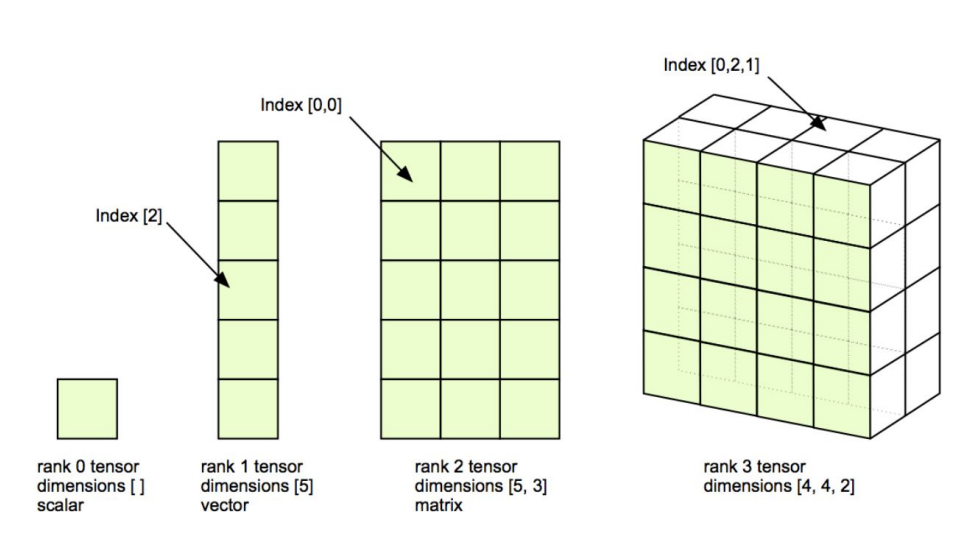 Index [0,2,1]
Index [0,0]
Index [2]
rank 0 tensor
dimensions [ ]
scalar
rank 1 tensor
dimensions [5]
vector
rank 2 tensor
dimensions [5, 3]
matrix
rank 3 tensor
dimensions [4, 4, 2]